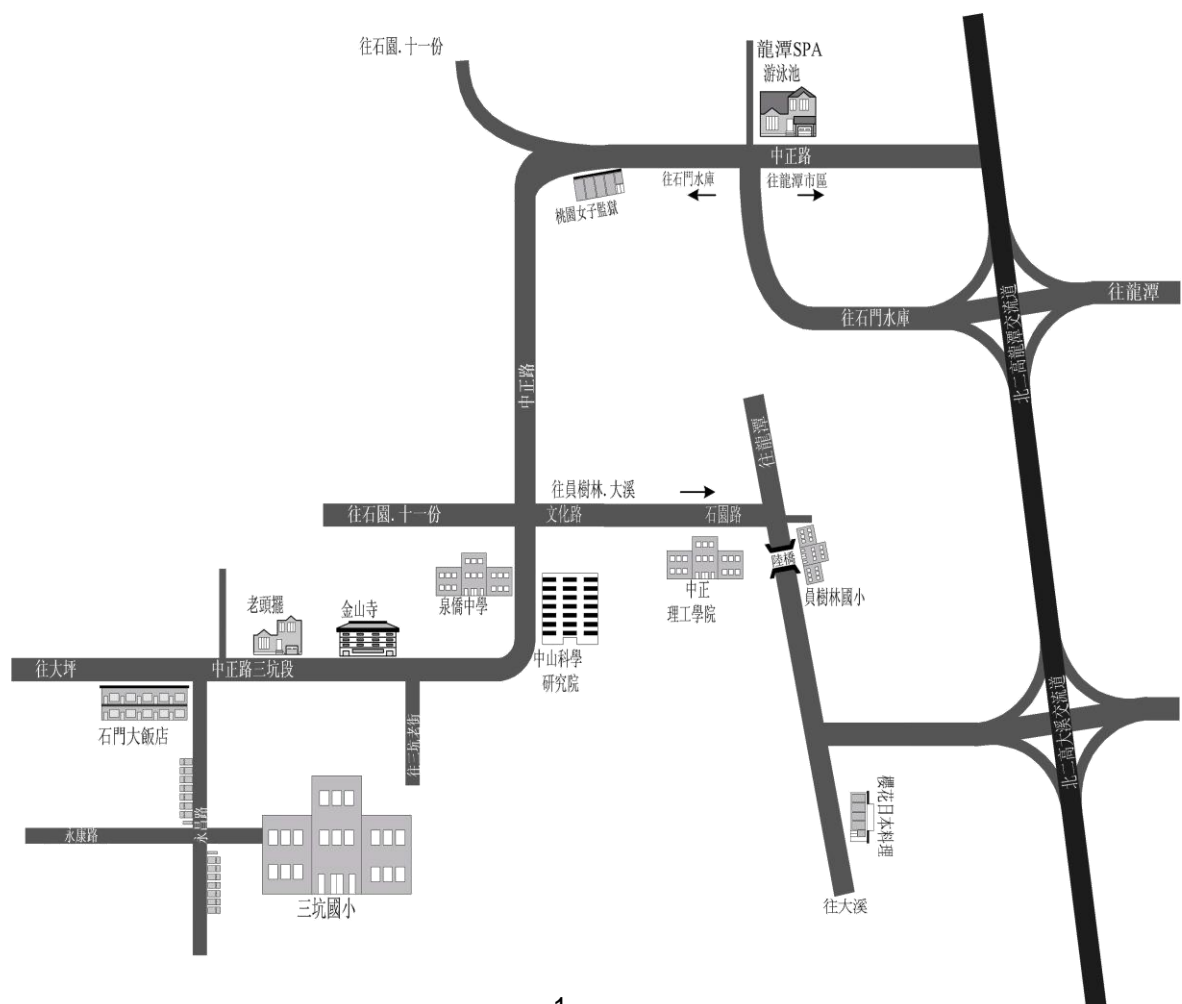 往石園.十一份
龍潭SPA
游泳池
中正路
往石門水庫
往龍潭市區
桃園女子監獄
往龍潭
往石門水庫
北二高龍潭交流道
中正路
往龍潭
往員樹林.大溪
往石園.十一份
文化路
石園路
陸橋
泉僑中學
中正
理工學院
員樹林國小
老頭擺
金山寺
中山科學
研究院
往大坪
中正路三坑段
石門大飯店
往三坑老街
北二高大溪交流道
櫻花日本料理
永康路
永昌路
三坑國小
往大溪
1